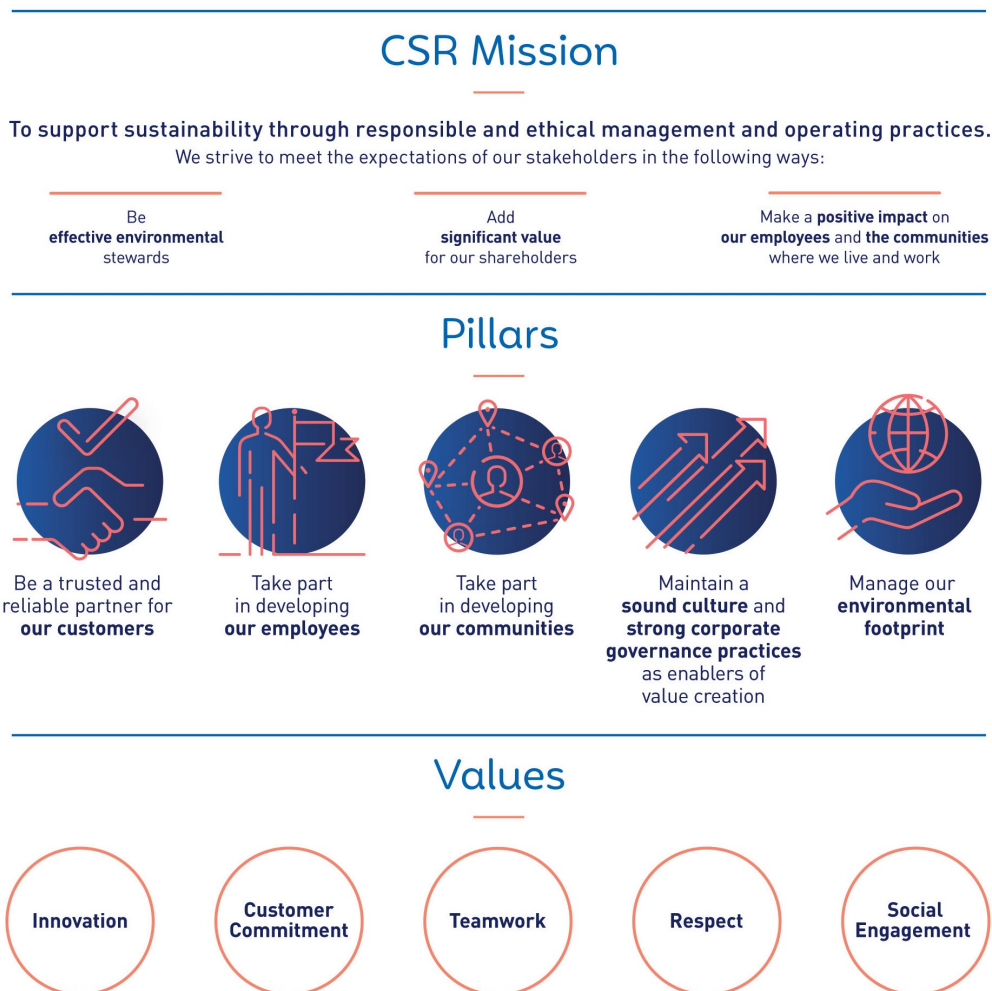 CSR Mission
To support sustainability through responsible and ethical management and operating practices.
We strive to meet the expectations of our stakeholders in the following ways:
Be
effective environmental
stewards
Add
significant value
for our shareholders
Make a positive impact on
our employees and the communities
where we live and work
Pillars
Be a trusted and
reliable partner for
our customers
Take part
in developing
our employees
Take part
in developing
our communities
Maintain a
sound culture and
strong corporate
governance practices
as enablers of
value creation
Manage our
environmental
footprint
Values
Innovation
Customer
Commitment
Teamwork
Respect
Social
Engagement